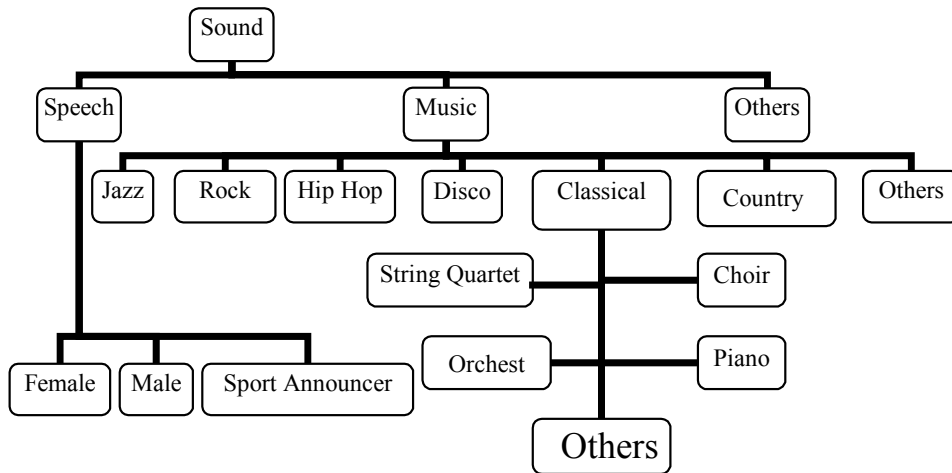 Sound
Speech
Music
Others
Jazz
Rock
Hip Hop
Disco
Classical
Country
Others
String Quartet
Choir
Orchest
Piano
Female
Male
Sport Announcer
Others